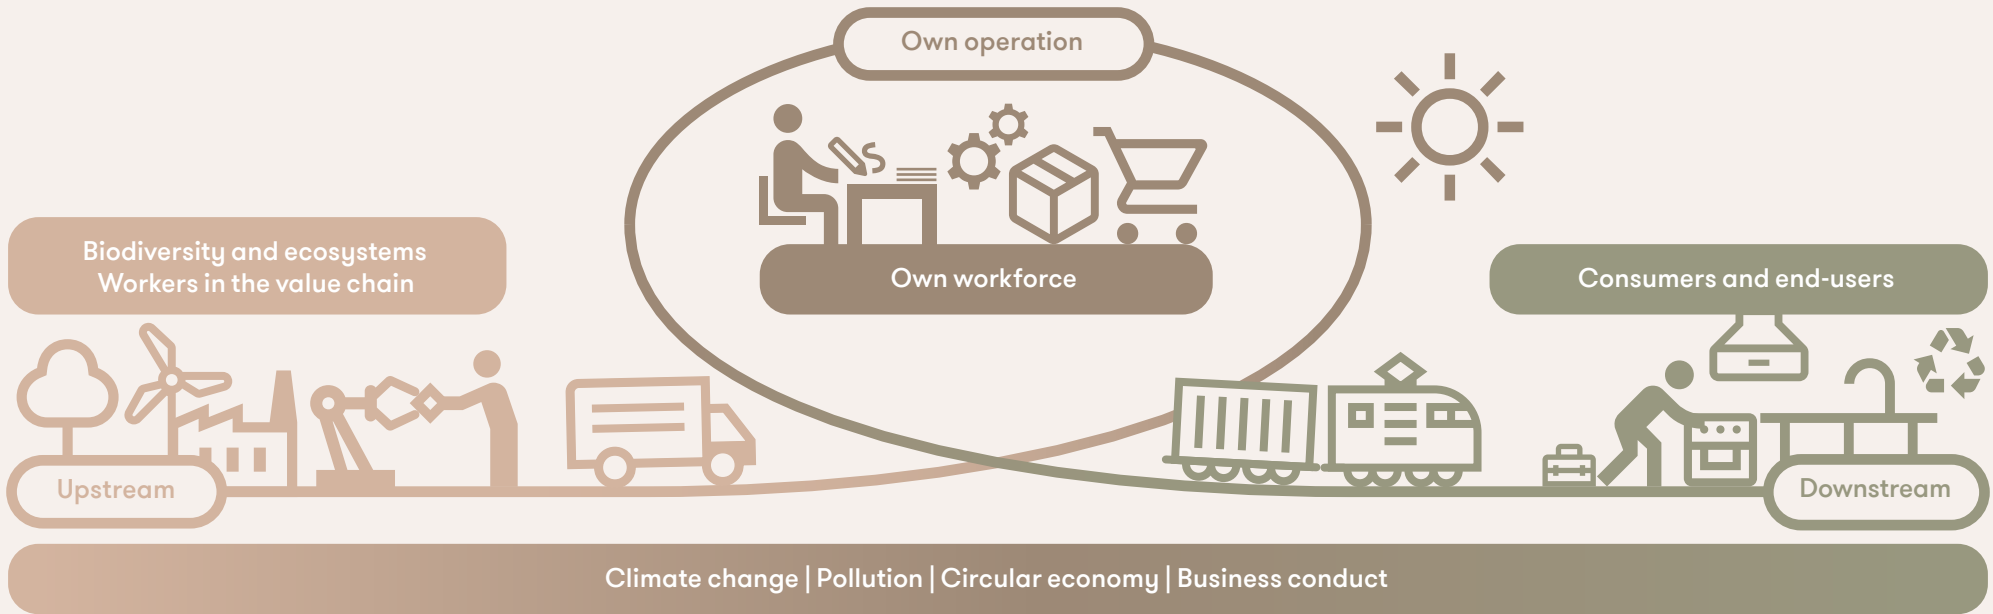 Own operation
Biodiversity and ecosystems
Workers in the value chain
Own workforce
Consumers and end-users
Upstream
Downstream
Climate change | Pollution | Circular economy | Business conduct